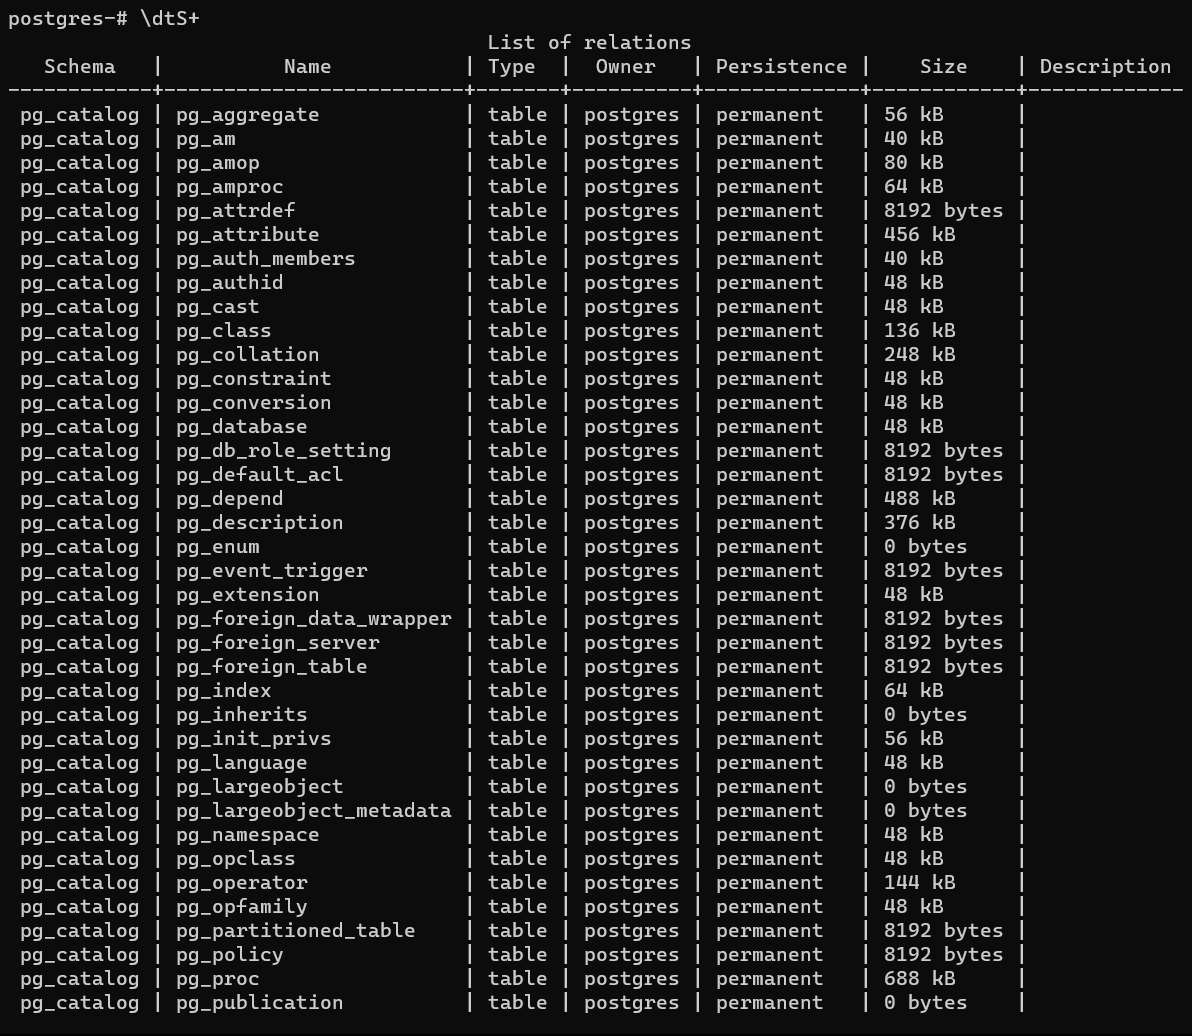 postgres-# \dtS+
                                        List of relations
   Schema   |          Name           | Type  |  Owner   | Persistence |    Size    | Description
------------+-------------------------+-------+----------+-------------+------------+-------------
 pg_catalog | pg_aggregate            | table | postgres | permanent   | 56 kB      |
 pg_catalog | pg_am                   | table | postgres | permanent   | 40 kB      |
 pg_catalog | pg_amop                 | table | postgres | permanent   | 80 kB      |
 pg_catalog | pg_amproc               | table | postgres | permanent   | 64 kB      |
 pg_catalog | pg_attrdef              | table | postgres | permanent   | 8192 bytes |
 pg_catalog | pg_attribute            | table | postgres | permanent   | 456 kB     |
 pg_catalog | pg_auth_members         | table | postgres | permanent   | 40 kB      |
 pg_catalog | pg_authid               | table | postgres | permanent   | 48 kB      |
 pg_catalog | pg_cast                 | table | postgres | permanent   | 48 kB      |
 pg_catalog | pg_class                | table | postgres | permanent   | 136 kB     |
 pg_catalog | pg_collation            | table | postgres | permanent   | 248 kB     |
 pg_catalog | pg_constraint           | table | postgres | permanent   | 48 kB      |
 pg_catalog | pg_conversion           | table | postgres | permanent   | 48 kB      |
 pg_catalog | pg_database             | table | postgres | permanent   | 48 kB      |
 pg_catalog | pg_db_role_setting      | table | postgres | permanent   | 8192 bytes |
 pg_catalog | pg_default_acl          | table | postgres | permanent   | 8192 bytes |
 pg_catalog | pg_depend               | table | postgres | permanent   | 488 kB     |
 pg_catalog | pg_description          | table | postgres | permanent   | 376 kB     |
 pg_catalog | pg_enum                 | table | postgres | permanent   | 0 bytes    |
 pg_catalog | pg_event_trigger        | table | postgres | permanent   | 8192 bytes |
 pg_catalog | pg_extension            | table | postgres | permanent   | 48 kB      |
 pg_catalog | pg_foreign_data_wrapper | table | postgres | permanent   | 8192 bytes |
 pg_catalog | pg_foreign_server       | table | postgres | permanent   | 8192 bytes |
 pg_catalog | pg_foreign_table        | table | postgres | permanent   | 8192 bytes |
 pg_catalog | pg_index                | table | postgres | permanent   | 64 kB      |
 pg_catalog | pg_inherits             | table | postgres | permanent   | 0 bytes    |
 pg_catalog | pg_init_privs           | table | postgres | permanent   | 56 kB      |
 pg_catalog | pg_language             | table | postgres | permanent   | 48 kB      |
 pg_catalog | pg_largeobject          | table | postgres | permanent   | 0 bytes    |
 pg_catalog | pg_largeobject_metadata | table | postgres | permanent   | 0 bytes    |
 pg_catalog | pg_namespace            | table | postgres | permanent   | 48 kB      |
 pg_catalog | pg_opclass              | table | postgres | permanent   | 48 kB      |
 pg_catalog | pg_operator             | table | postgres | permanent   | 144 kB     |
 pg_catalog | pg_opfamily             | table | postgres | permanent   | 48 kB      |
 pg_catalog | pg_partitioned_table    | table | postgres | permanent   | 8192 bytes |
 pg_catalog | pg_policy               | table | postgres | permanent   | 8192 bytes |
 pg_catalog | pg_proc                 | table | postgres | permanent   | 688 kB     |
 pg_catalog | pg_publication          | table | postgres | permanent   | 0 bytes    |